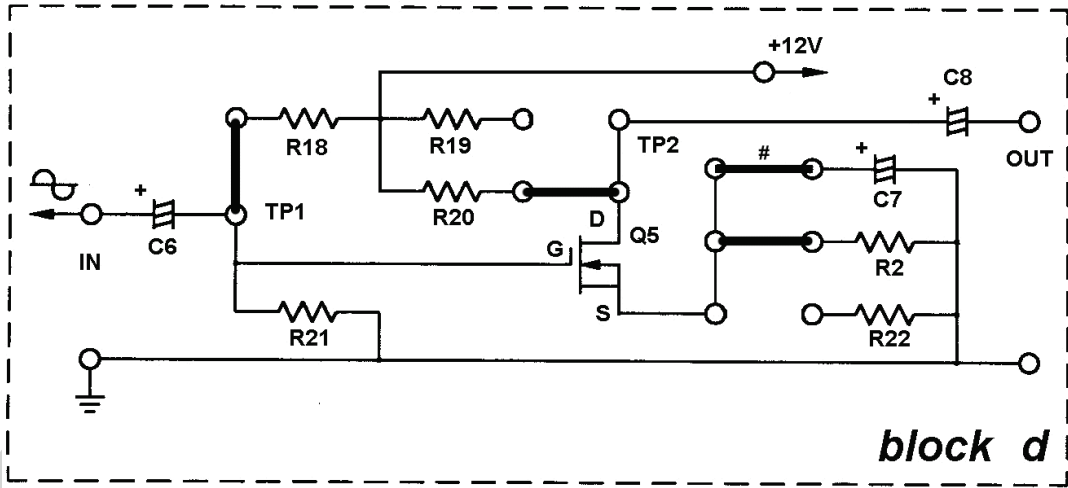 +12V
C8
+
R18
R19
TP2
OUT
#
+
C7
+
TP1
R20
D
Q5
C6
IN
G
R2
S
R21
R22
block d